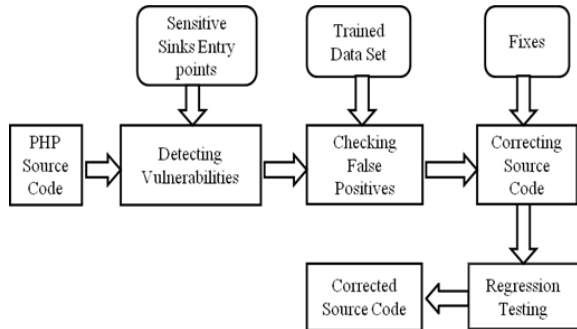 Sensitive
Sinks Entry
points
Trained
Data Set
Fixes
PHP
Source
Code
Detecting
Vulnerabilities
Checking
False
Positives
Correcting
Source
Code
Corrected
Source Code
Regression
Testing